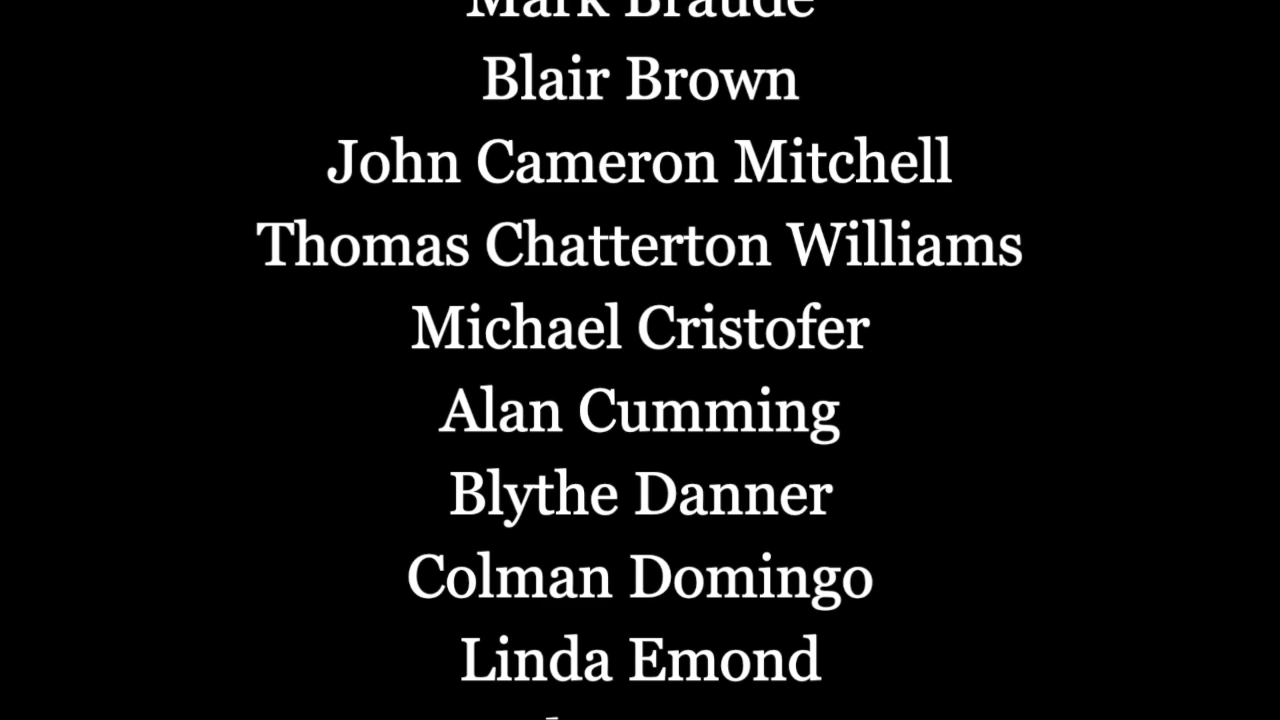 Mark Braude
Blair Brown
John Cameron Mitchell
Thomas Chatterton Williams
Michael Cristofer
Alan Cumming
Blythe Danner
Colman Domingo
Linda Emond